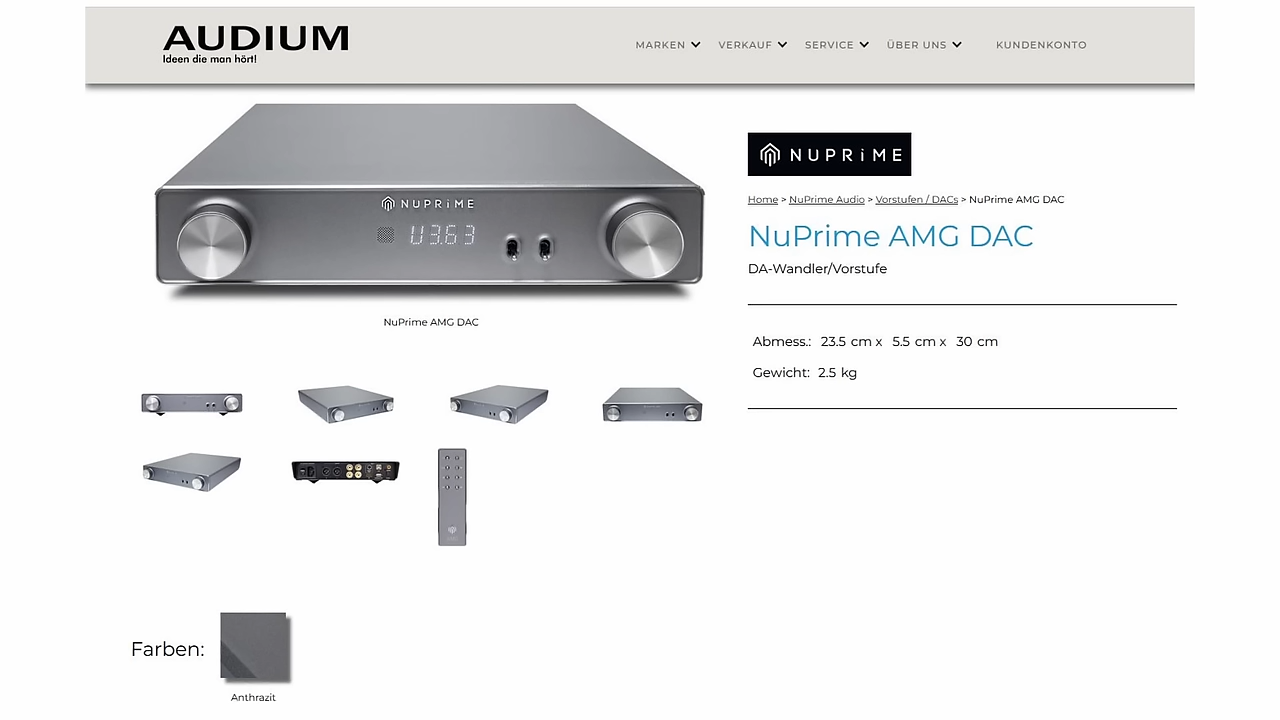 AUDIUM
Ideen die man hört!
MARKEN VERKAUF SERVICE ÜBER UNS KUNDENKONTO
NUPRiME
U3.63
NuPrime AMG DAC
NUPRiME
Home > NuPrime Audio > Vorstufen / DACs > NuPrime AMG DAC
NuPrime AMG DAC
DA-Wandler/Vorstufe
Abmess.: 23.5 cm x 5.5 cm x 30 cm
Gewicht: 2.5 kg
Farben:
Anthrazit